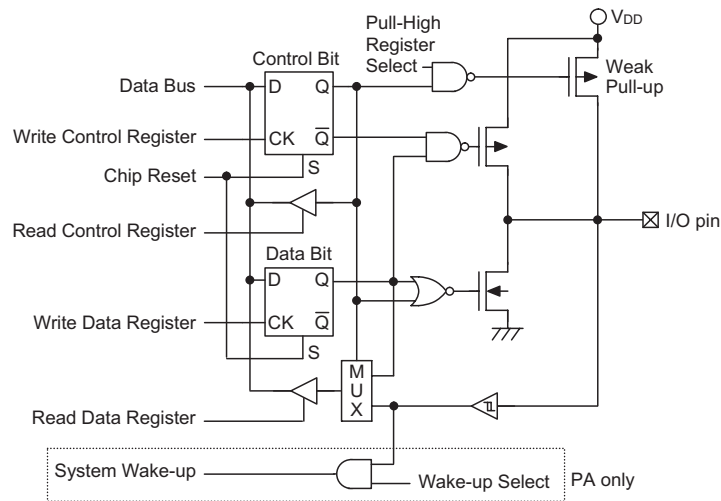 VDD
Pull-High
Register
Select
Control Bit
Weak
Pull-up
Data Bus
D
Q
Write Control Register
CK
Q
Chip Reset
S
I/O pin
Read Control Register
Data Bit
D
Q
Write Data Register
CK
Q
S
M
U
X
Read Data Register
System Wake-up
Wake-up Select
PA only